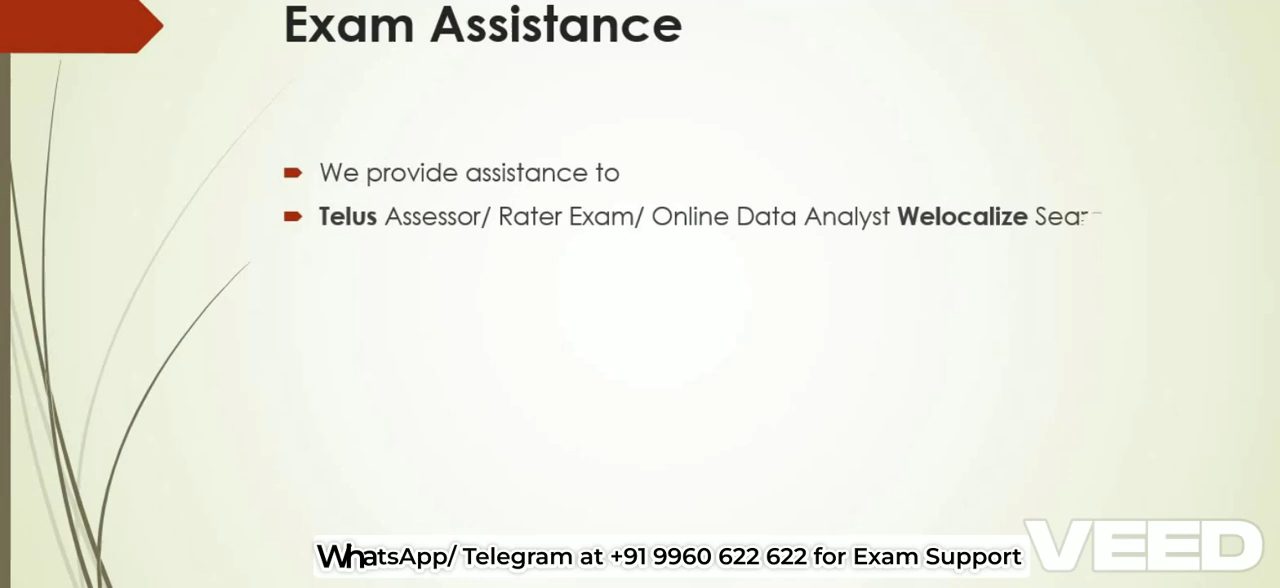 Exam Assistance
We provide assistance to
Telus Assessor/ Rater Exam/ Online Data Analyst Welocalize
WhatsApp/ Telegram at +91 9960 622 622 for Exam Support
VEED